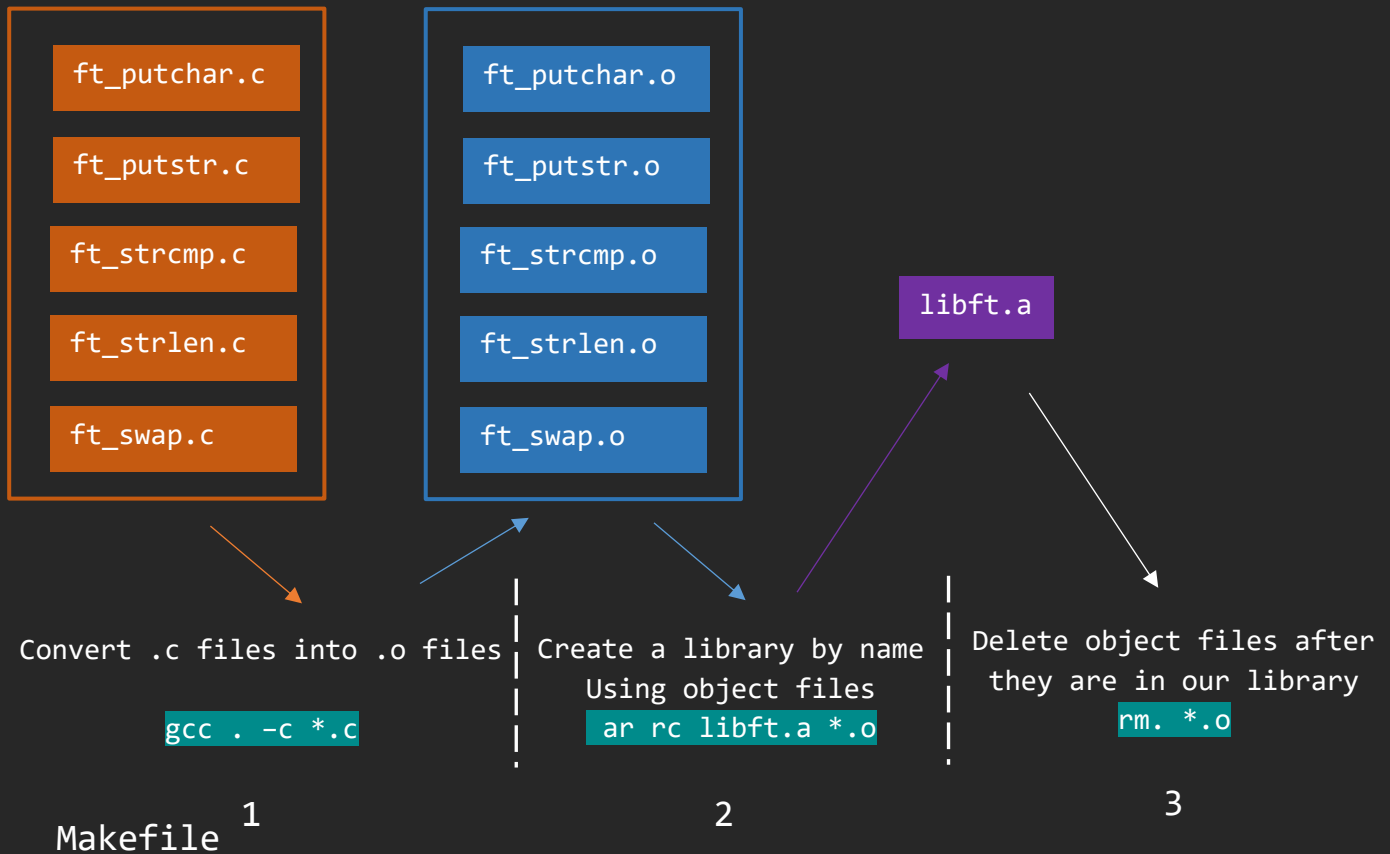 ft_putchar.c
ft_putstr.c
ft_strcmp.c
ft_strlen.c
ft_swap.c
ft_putchar.o
ft_putstr.o
ft_strcmp.o
ft_strlen.o
ft_swap.o
libft.a
Convert .c files into .o files
gcc . –c *.c
1
Create a library by name
Using object files
ar rc libft.a *.o
2
Delete object files after
they are in our library
rm. *.o
3
Makefile